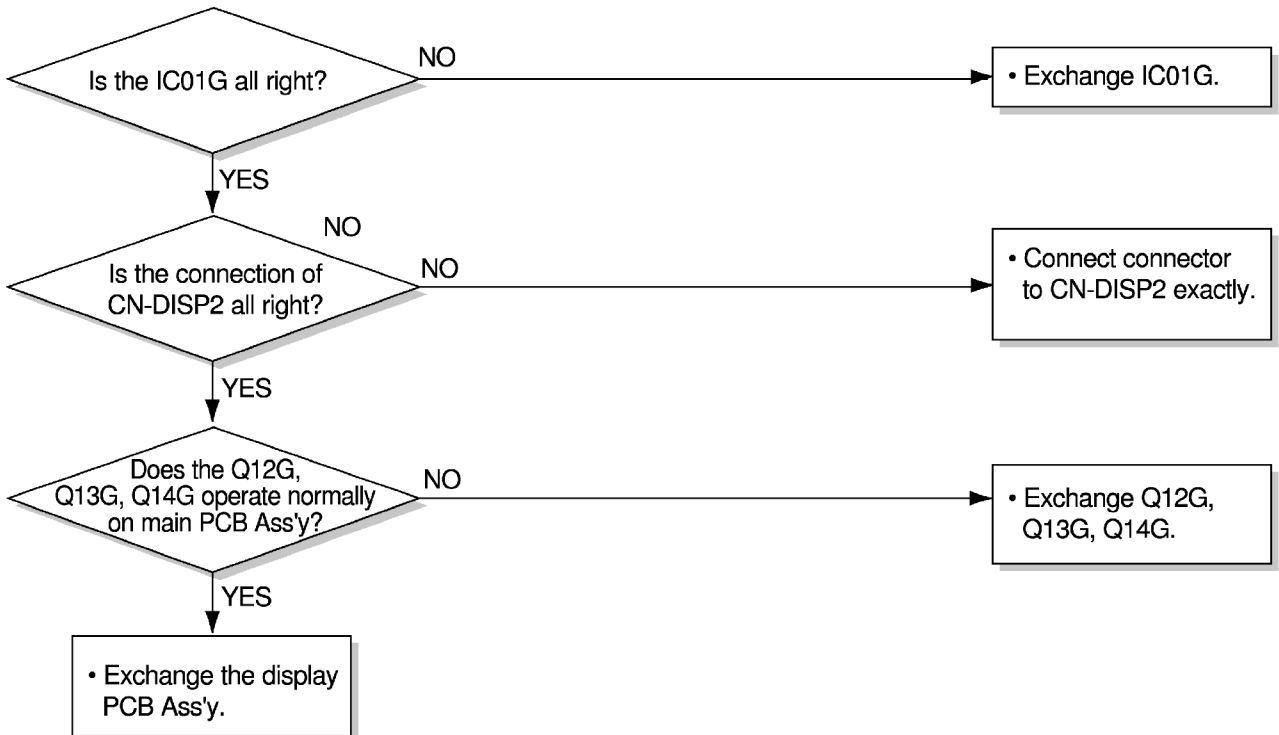 Is the IC01G all right?
NO
• Exchange IC01G.
YES
NO
Is the connection of
CN-DISP2 all right?
NO
• Connect connector
to CN-DISP2 exactly.
YES
Does the Q12G,
Q13G, Q14G operate normally
on main PCB Ass'y?
NO
• Exchange Q12G,
Q13G, Q14G.
YES
• Exchange the display
PCB Ass'y.